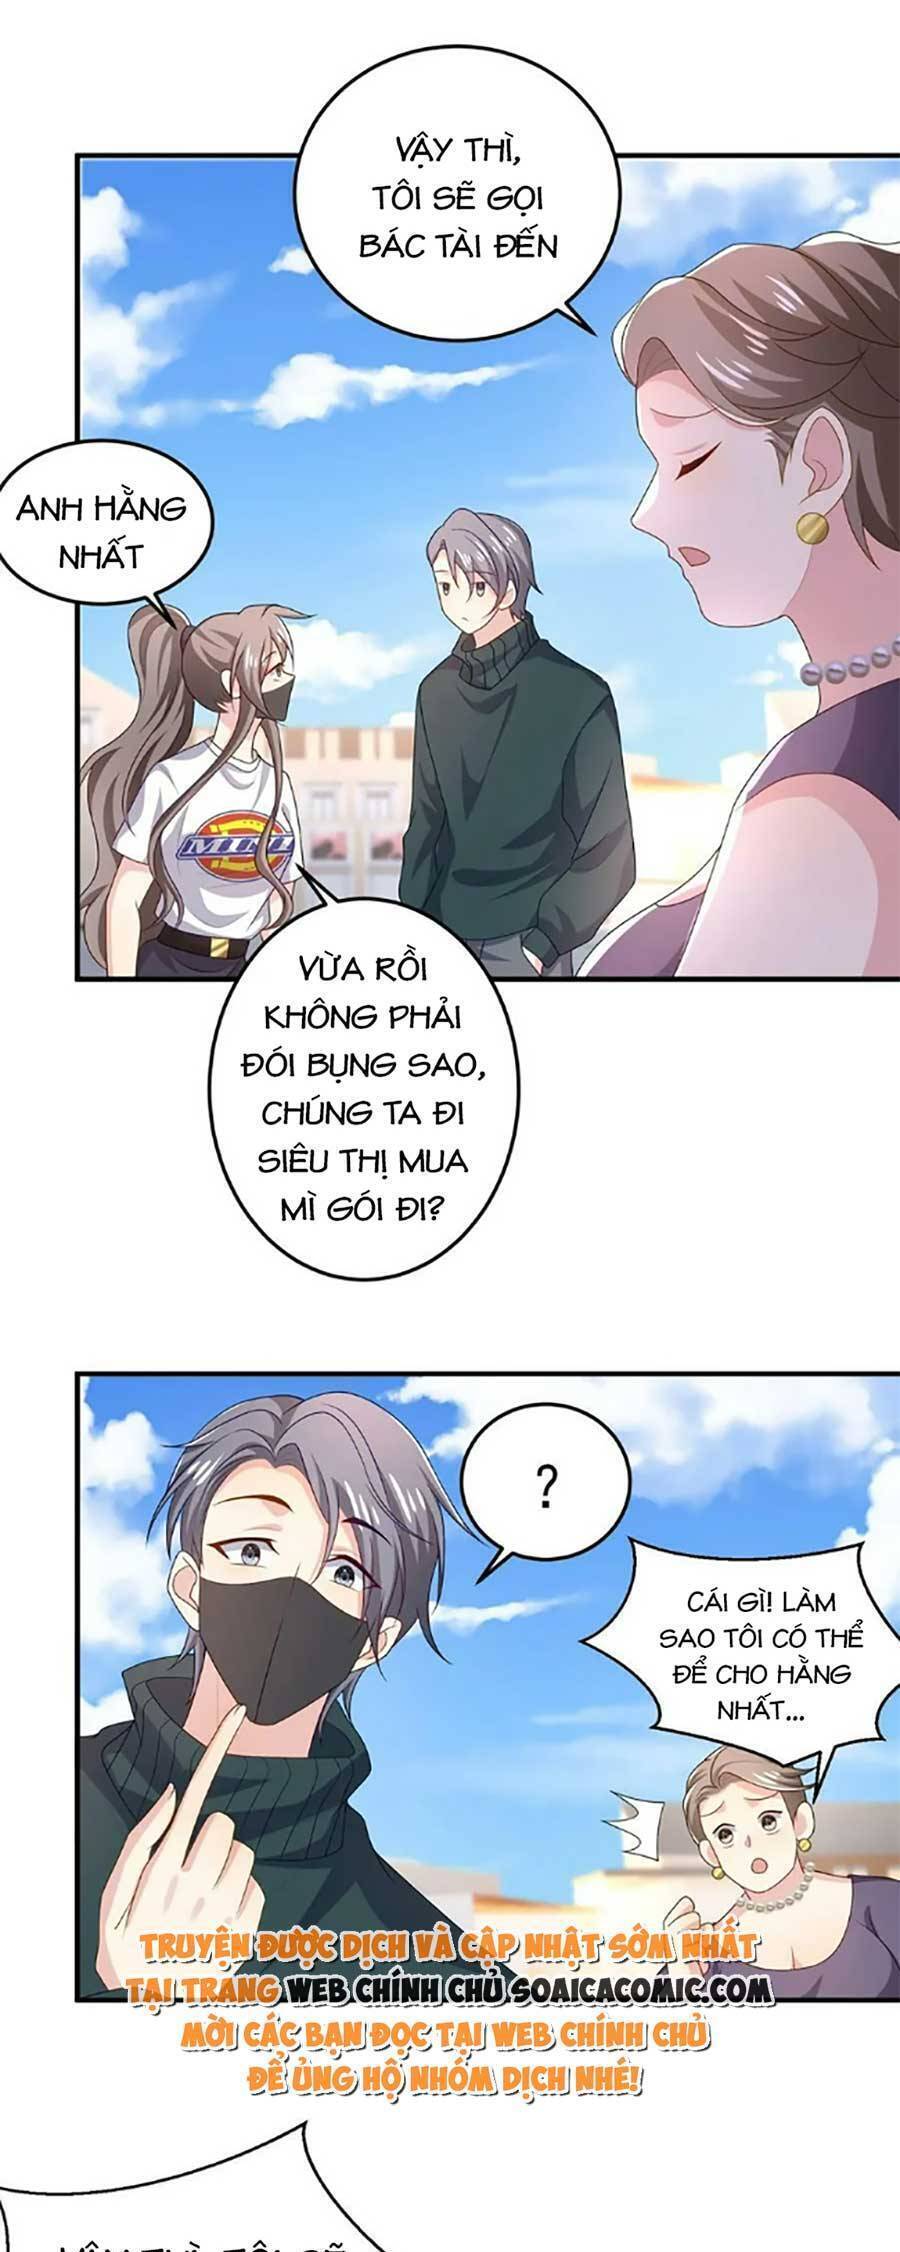 VẬY THÌ,
TÔI SẼ GỌI
BÁC TÀI ĐẾN
ANH HẰNG
NHẤT
VỪA RỒI
KHÔNG PHẢI
ĐÓI BỤNG SAO,
CHÚNG TA ĐI
SIÊU THỊ MUA
MÌ GÓI ĐI?
?
CÁI GÌ! LÀM
SAO TÔI CÓ THỂ
ĐỂ CHO HẰNG
NHẤT...
TRUYỆN ĐƯỢC DỊCH VÀ CẬP NHẬT SỚM NHẤT
TẠI TRANG WEB CHÍNH CHỦ SOAICACOMIC.COM
MỜI CÁC BẠN ĐỌC TẠI WEB CHÍNH CHỦ
ĐỂ ỦNG HỘ NHÓM DỊCH NHÉ!